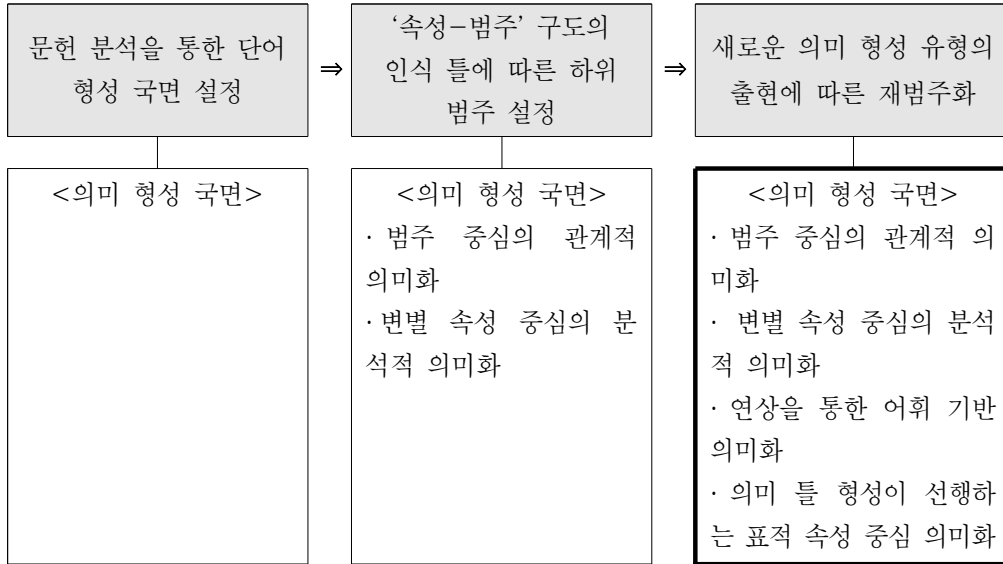 문헌 분석을 통한 단어
형성 국면 설정
⇒
‘속성-범주’ 구도의
인식 틀에 따른 하위
범주 설정
⇒
새로운 의미 형성 유형의
출현에 따른 재범주화
<의미 형성 국면>
<의미 형성 국면>
· 범주 중심의 관계적
의미화
· 변별 속성 중심의 분
석적 의미화
<의미 형성 국면>
· 범주 중심의 관계적 의
미화
· 변별 속성 중심의 분석
적 의미화
· 연상을 통한 어휘 기반
의미화
· 의미 틀 형성이 선행하
는 표적 속성 중심 의미화